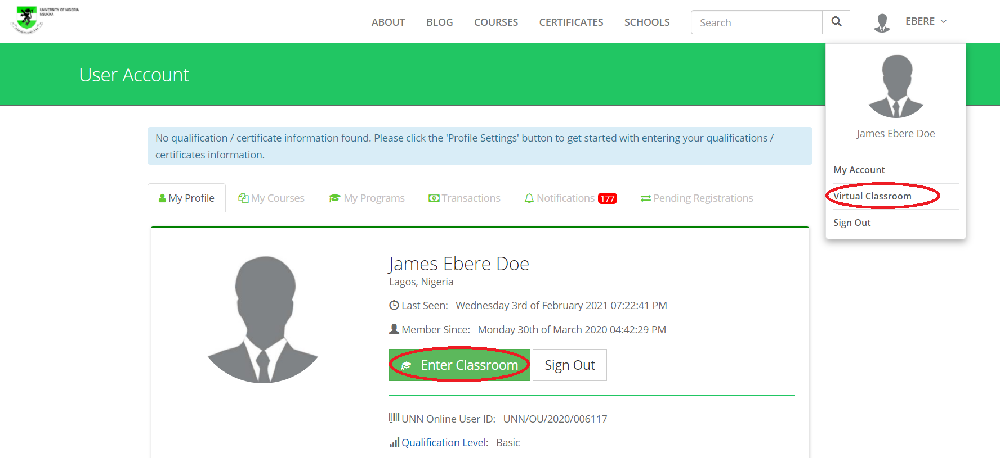 UNIVERSITY OF NIGERIA
NSUKKA
ABOUT BLOG COURSES CERTIFICATES SCHOOLS Search EBERE
User Account
James Ebere Doe
My Account
Virtual Classroom
Sign Out
No qualification / certificate information found. Please click the 'Profile Settings' button to get started with entering your qualifications /
certificates information.
My Profile My Courses My Programs Transactions Notifications 177 Pending Registrations
James Ebere Doe
Lagos, Nigeria
Last Seen: Wednesday 3rd of February 2021 07:22:41 PM
Member Since: Monday 30th of March 2020 04:42:29 PM
Enter Classroom Sign Out
UNN Online User ID: UNN/OU/2020/006117
Qualification Level: Basic